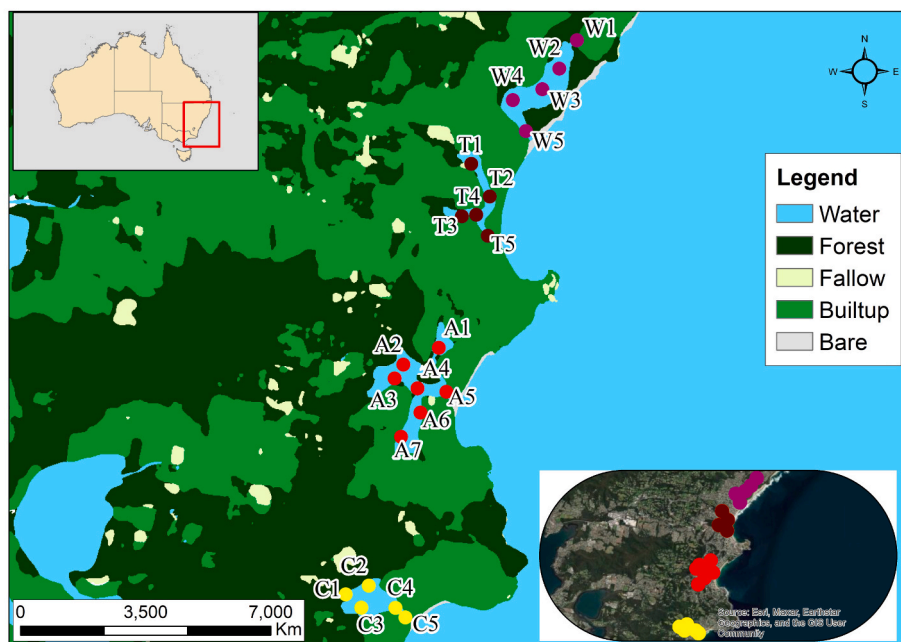 W1
W2
W4
W3
W5
T1
T2
T4
T3
T5
A1
A2
A4
A3
A5
A6
A7
C2
C1
C4
C3
C5
N
W E
S
Legend
Water
Forest
Fallow
Builtup
Bare
0 3,500 7,000
Km
Source: Esri, Maxar, Earthstar
Geographics, and the GIS User
Community